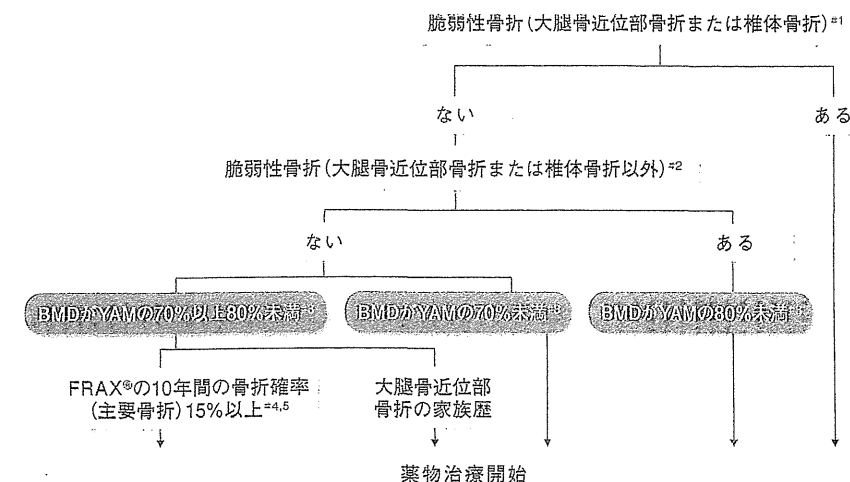 脆弱性骨折(大腿骨近位部骨折または椎体骨折)#1
ない
ある
脆弱性骨折(大腿骨近位部骨折または椎体骨折以外)#2
ない
ある
BMDがYAMの70%以上80%未満
BMDがYAMの70%未満
BMDがYAMの80%未満
FRAX®の10年間の骨折確率
(主要骨折)15%以上#4,5
大腿骨近位部
骨折の家族歴
薬物治療開始